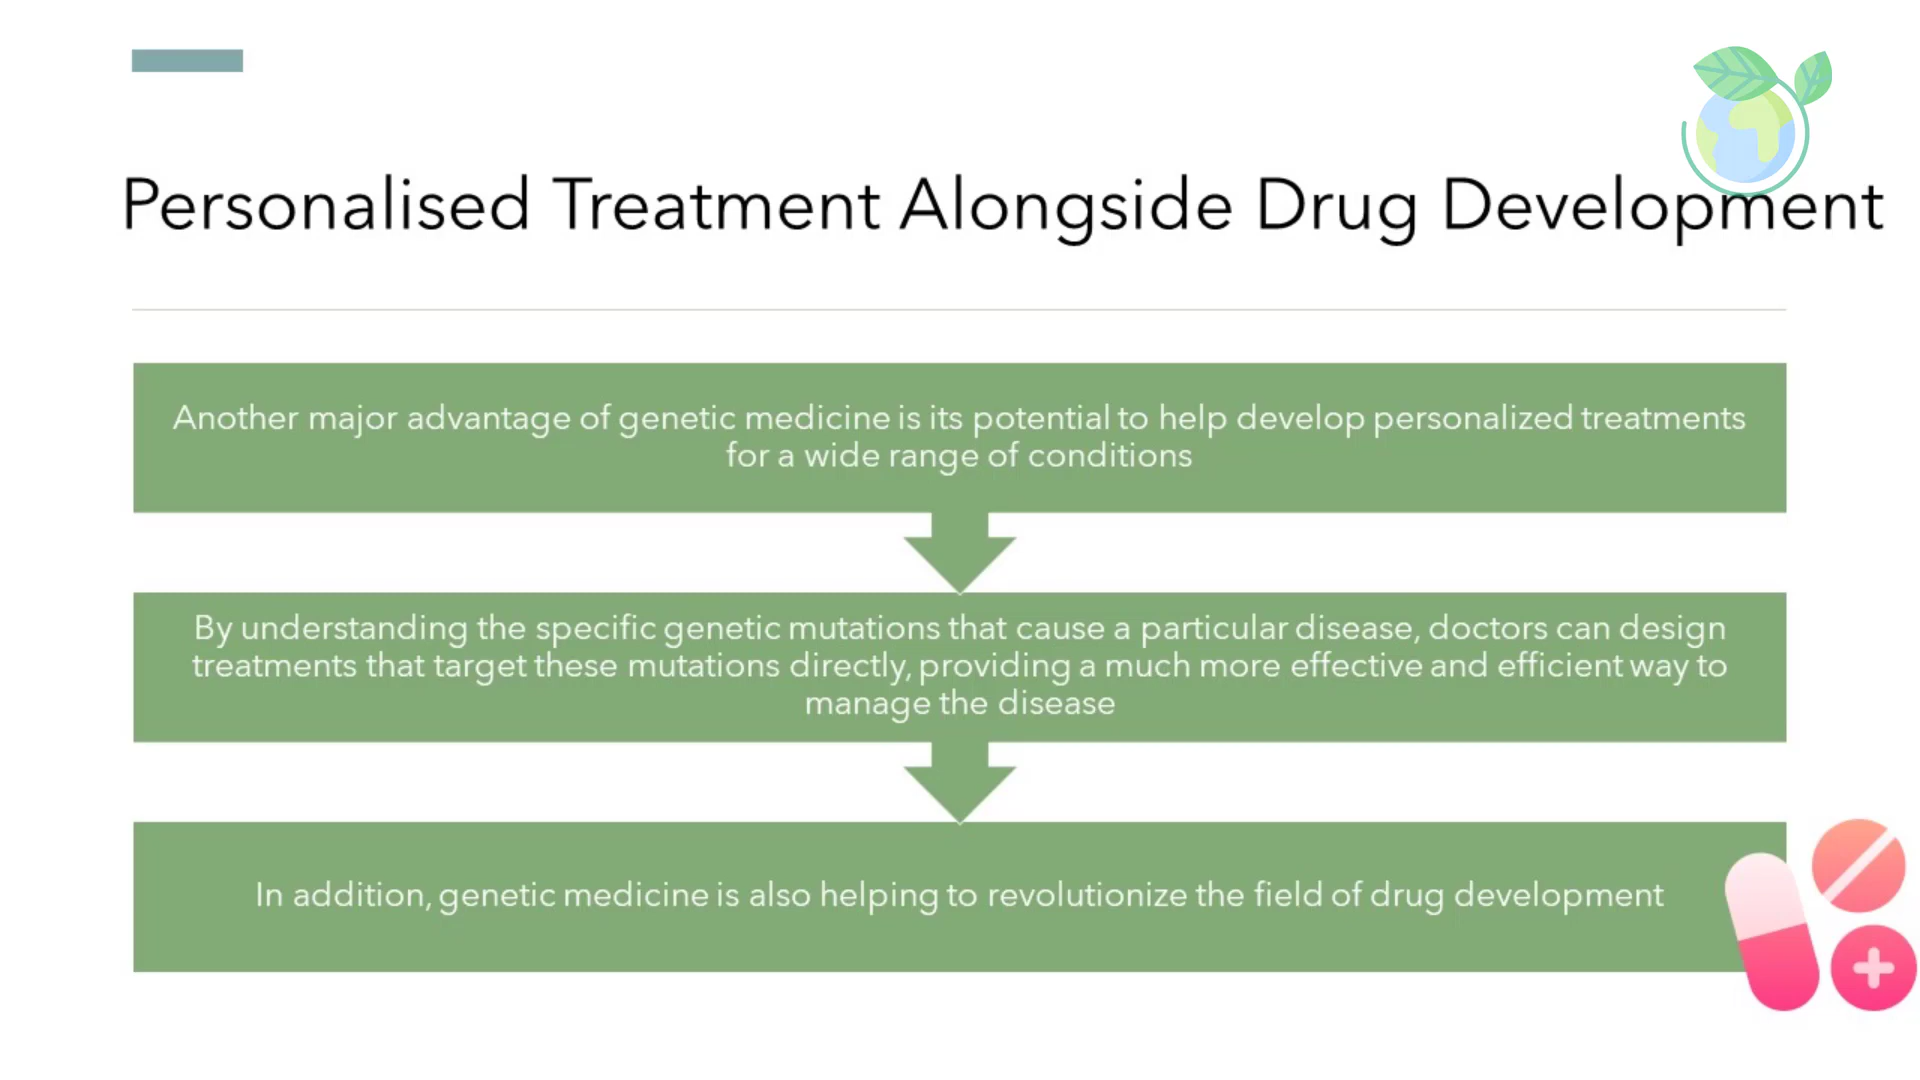 Personalised Treatment Alongside Drug Development
Another major advantage of genetic medicine is its potential to help develop personalized treatments
for a wide range of conditions
By understanding the specific genetic mutations that cause a particular disease, doctors can design
treatments that target these mutations directly, providing a much more effective and efficient way to
manage the disease
In addition, genetic medicine is also helping to revolutionize the field of drug development